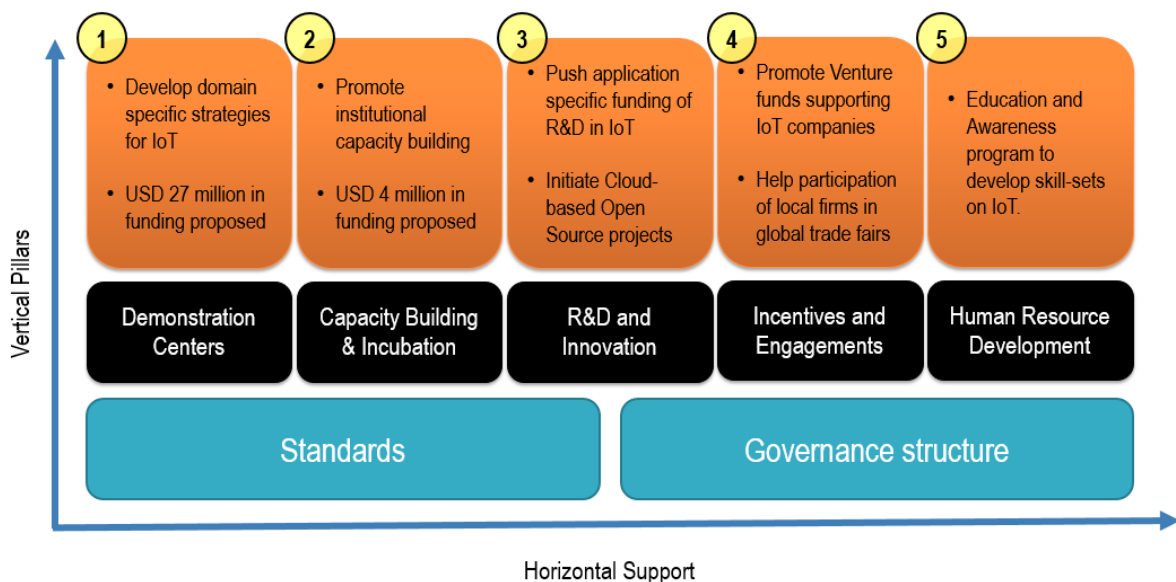 1
• Develop domain
specific strategies
for IoT
• USD 27 million in
funding proposed
2
• Promote
institutional
capacity building
• USD 4 million in
funding proposed
3
• Push application
specific funding of
R&D in IoT
• Initiate Cloud-
based Open
Source projects
4
• Promote Venture
funds supporting
IoT companies
• Help participation
of local firms in
global trade fairs
5
• Education and
Awareness
program to
develop skill-sets
on IoT.
Vertical Pillars
Demonstration
Centers
Capacity Building
& Incubation
R&D and
Innovation
Incentives and
Engagements
Human Resource
Development
Standards
Governance structure
Horizontal Support